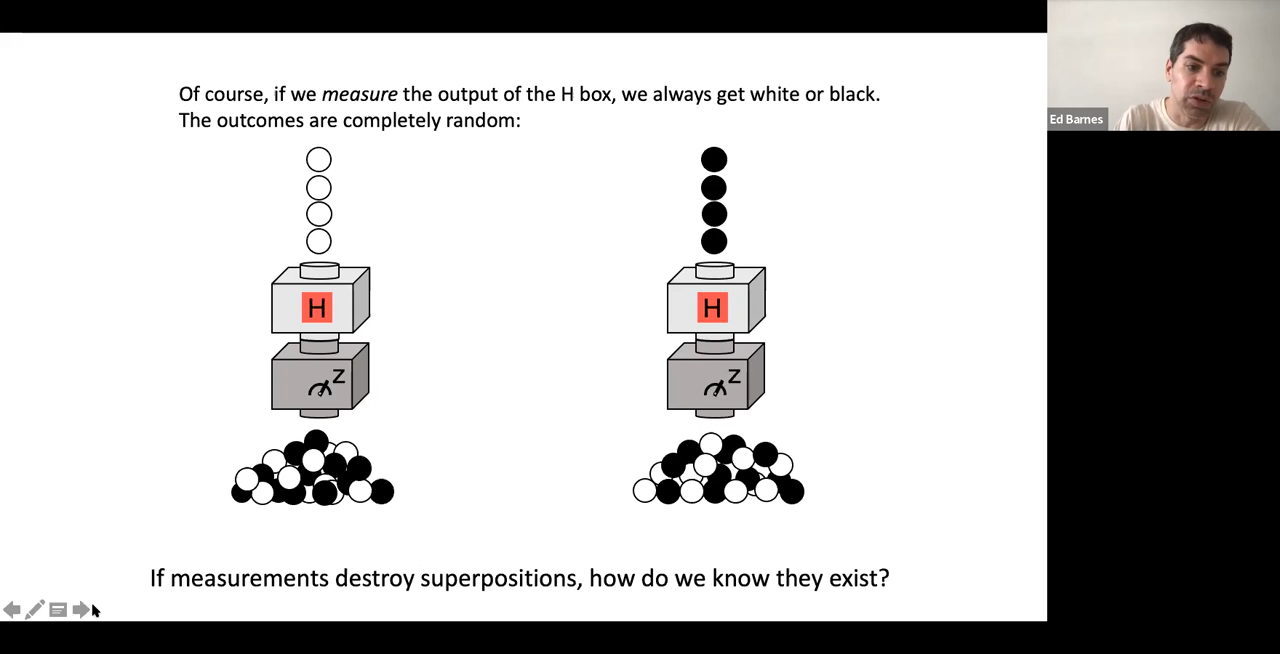 Of course, if we measure the output of the H box, we always get white or black.
The outcomes are completely random:
Ed Barnes
H
H
Z
Z
If measurements destroy superpositions, how do we know they exist?